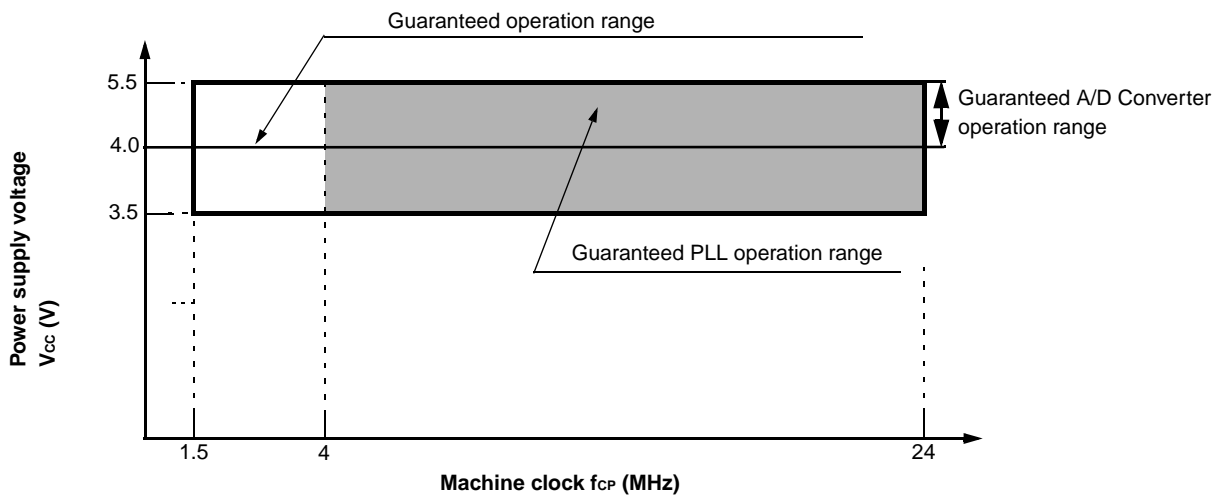 Guaranteed operation range
5.5
4.0
3.5
Guaranteed A/D Converter
operation range
Power supply voltage
VCC (V)
Guaranteed PLL operation range
1.5
4
24
Machine clock fCP (MHz)